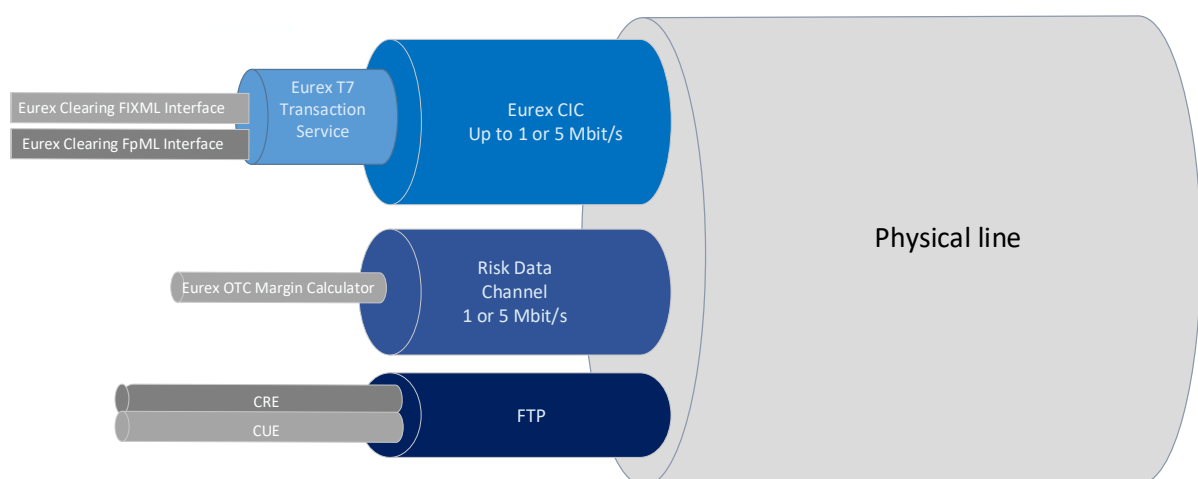 Eurex Clearing FIXML Interface
Eurex Clearing FpML Interface
Eurex T7
Transaction
Service
Eurex CIC
Up to 1 or 5 Mbit/s
Physical line
Eurex OTC Margin Calculator
Risk Data
Channel
1 or 5 Mbit/s
CRE
CUE
FTP